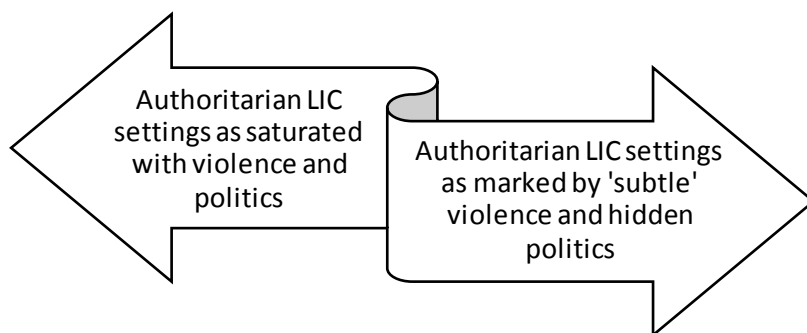 Authoritarian LIC
settings as saturated
with violence and
politics
Authoritarian LIC settings
as marked by 'subtle'
violence and hidden
politics